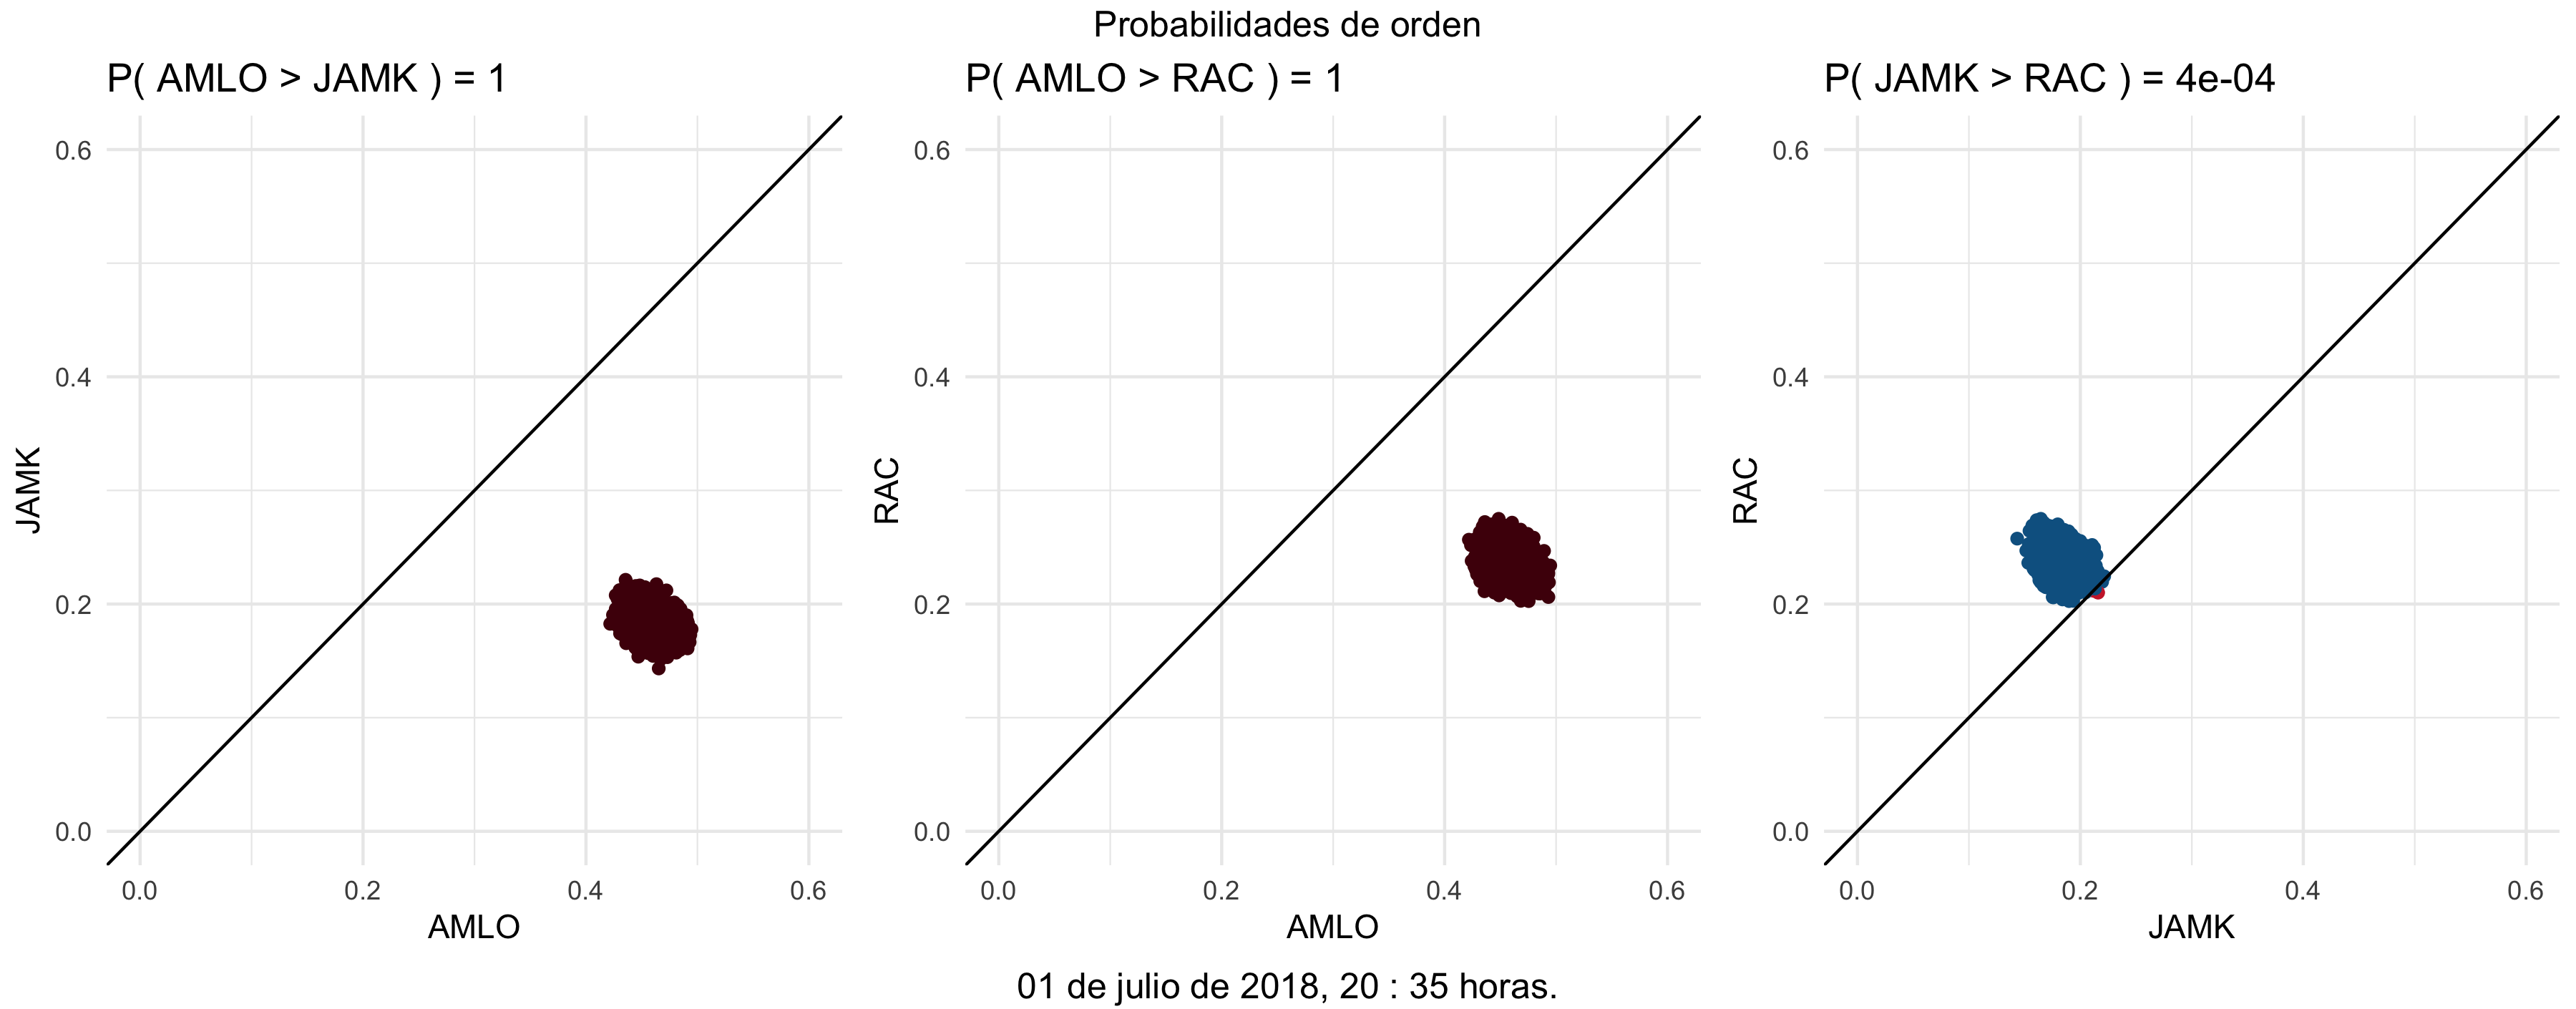 Probabilidades de orden
P( AMLO > JAMK ) = 1
0.6
0.4
0.2
0.0
JAMK
0.0 0.2 0.4 0.6
AMLO
P( AMLO > RAC ) = 1
0.6
0.4
0.2
0.0
RAC
0.0 0.2 0.4 0.6
AMLO
P( JAMK > RAC ) = 4e-04
0.6
0.4
0.2
0.0
RAC
0.0 0.2 0.4 0.6
JAMK
01 de julio de 2018, 20 : 35 horas.